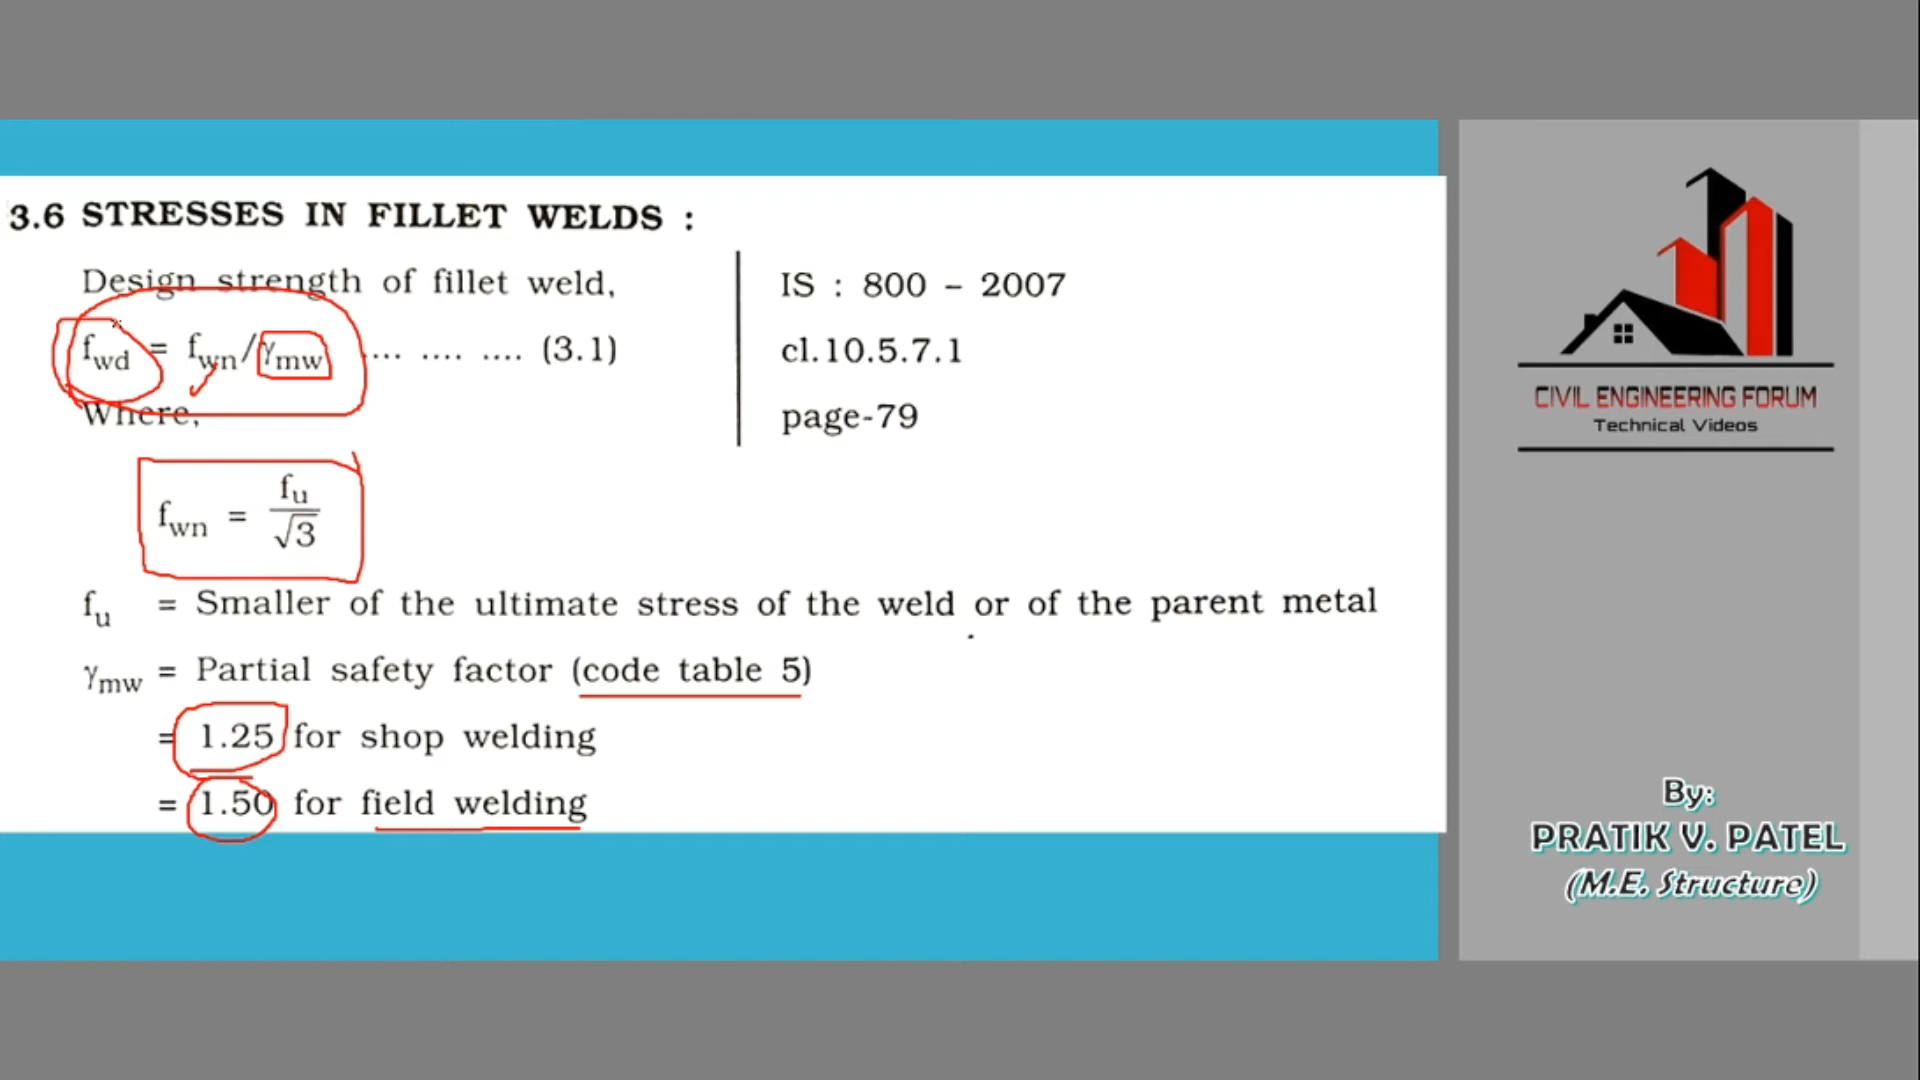 3.6 STRESSES IN FILLET WELDS :
Design strength of fillet weld,
f_wd = f_wn/γ_mw .... .... .... (3.1)
Where,
IS : 800 – 2007
cl.10.5.7.1
page-79
f_wn = f_u/√3
f_u = Smaller of the ultimate stress of the weld or of the parent metal
γ_mw = Partial safety factor (code table 5)
= 1.25 for shop welding
= 1.50 for field welding
CIVIL ENGINEERING FORUM
Technical Videos
By:
PRATIK V. PATEL
(M.E. Structure)